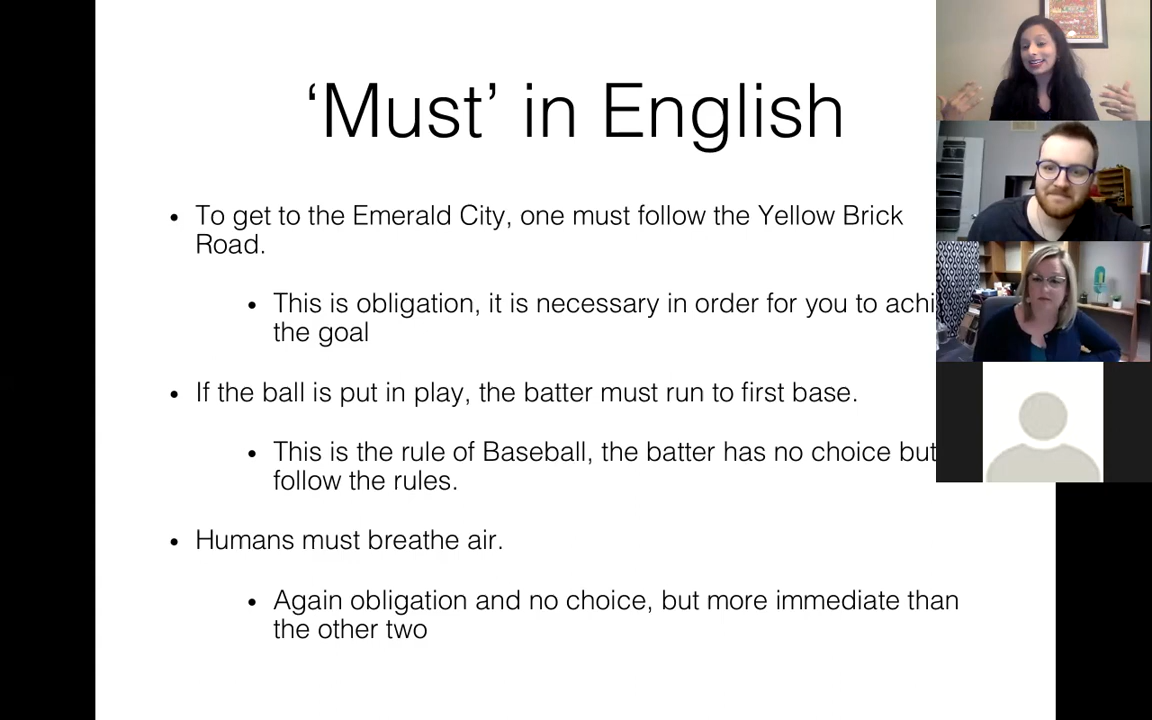 ‘Must’ in English
• To get to the Emerald City, one must follow the Yellow Brick
Road.
• This is obligation, it is necessary in order for you to
the goal
• If the ball is put in play, the batter must run to first base.
• This is the rule of Baseball, the batter has no choice but
follow the rules.
• Humans must breathe air.
• Again obligation and no choice, but more immediate than
the other two